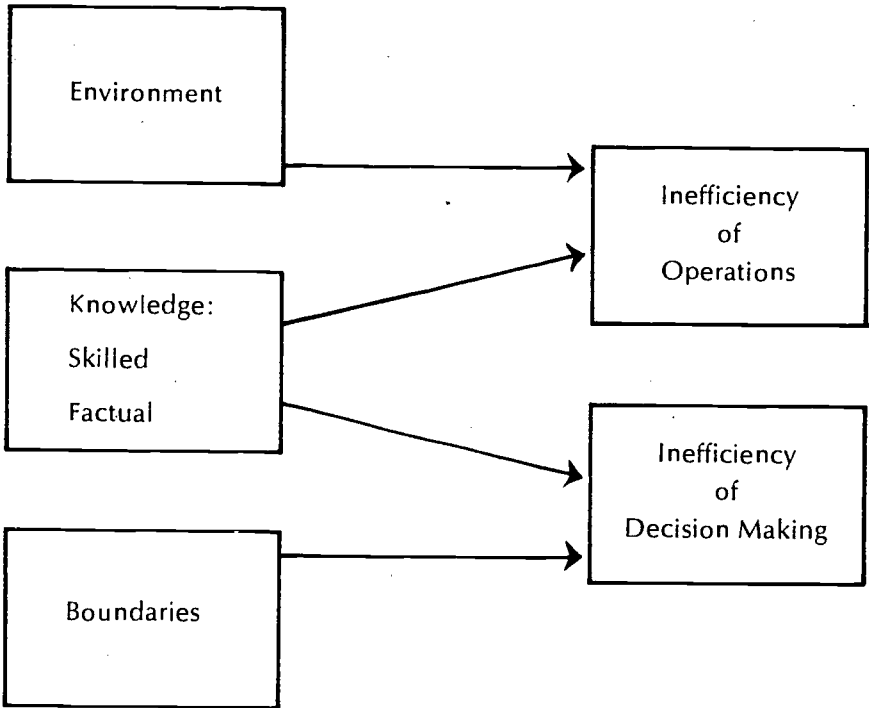 Environment
Knowledge:
Skilled
Factual
Boundaries
Inefficiency
of
Operations
Inefficiency
of
Decision Making